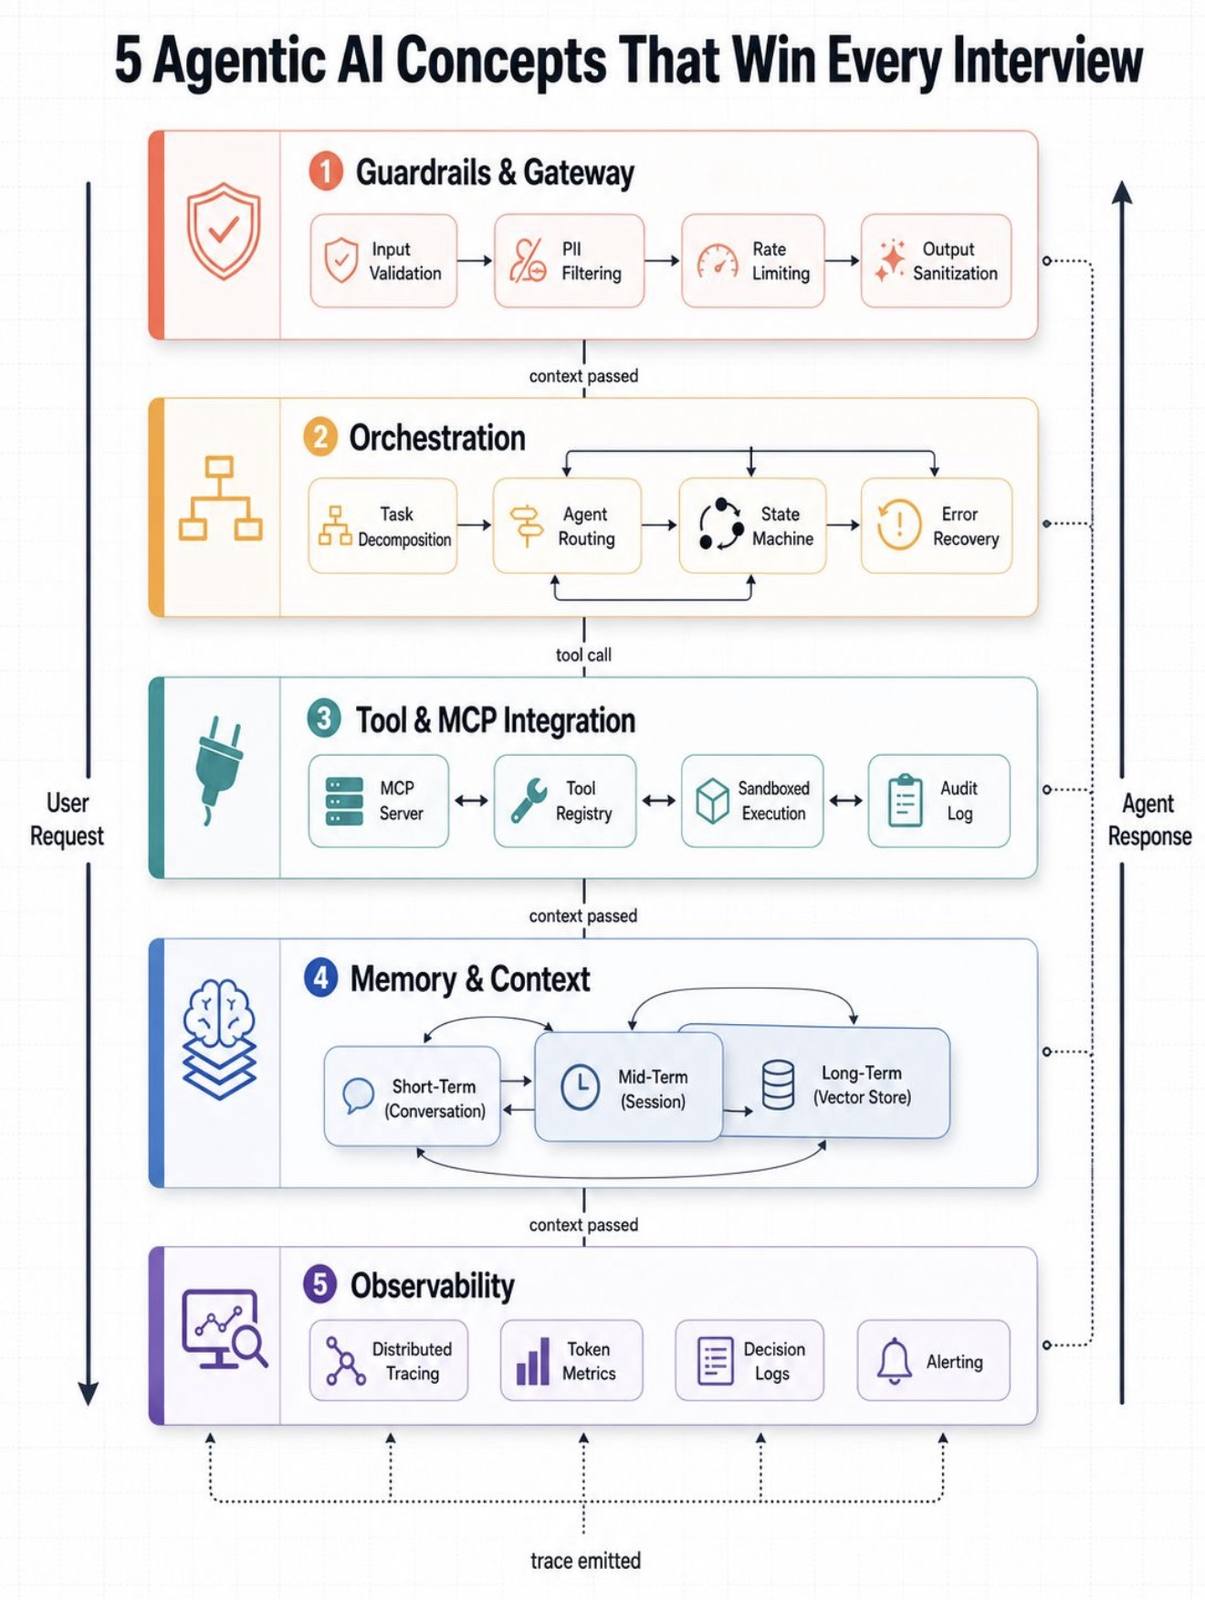 5 Agentic AI Concepts That Win Every Interview
1 Guardrails & Gateway
Input
Validation
PII
Filtering
Rate
Limiting
Output
Sanitization
context passed
2 Orchestration
Task
Decomposition
Agent
Routing
State
Machine
Error
Recovery
tool call
3 Tool & MCP Integration
MCP
Server
Tool
Registry
Sandboxed
Execution
Audit
Log
User
Request
Agent
Response
context passed
4 Memory & Context
Short-Term
(Conversation)
Mid-Term
(Session)
Long-Term
(Vector Store)
context passed
5 Observability
Distributed
Tracing
Token
Metrics
Decision
Logs
Alerting
trace emitted